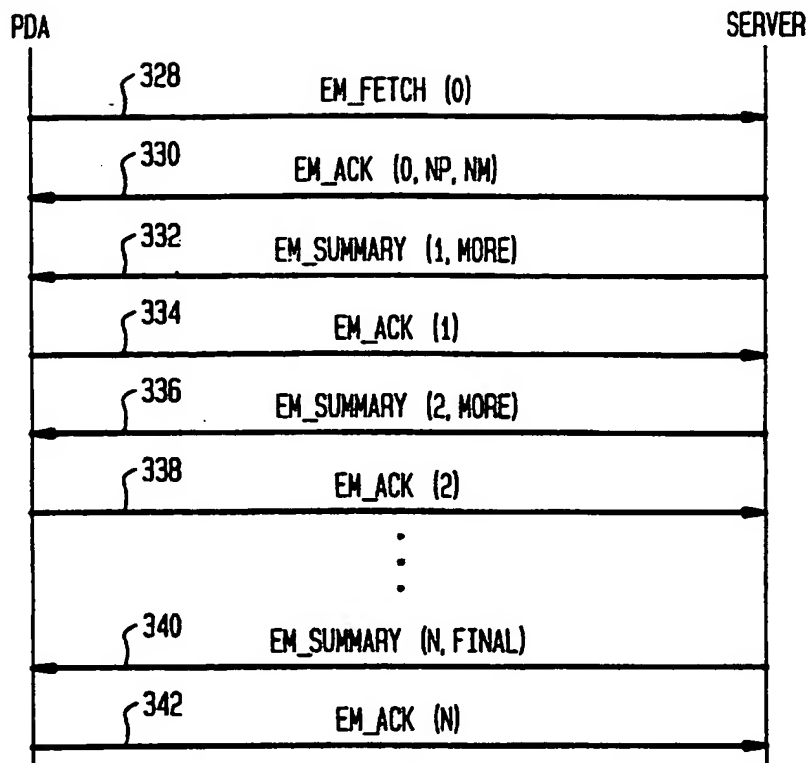 PDA SERVER
328 EM_FETCH (0)
330 EM_ACK (0, NP, NM)
332 EM_SUMMARY (1, MORE)
334 EM_ACK (1)
336 EM_SUMMARY (2, MORE)
338 EM_ACK (2)
340 EM_SUMMARY (N, FINAL)
342 EM_ACK (N)